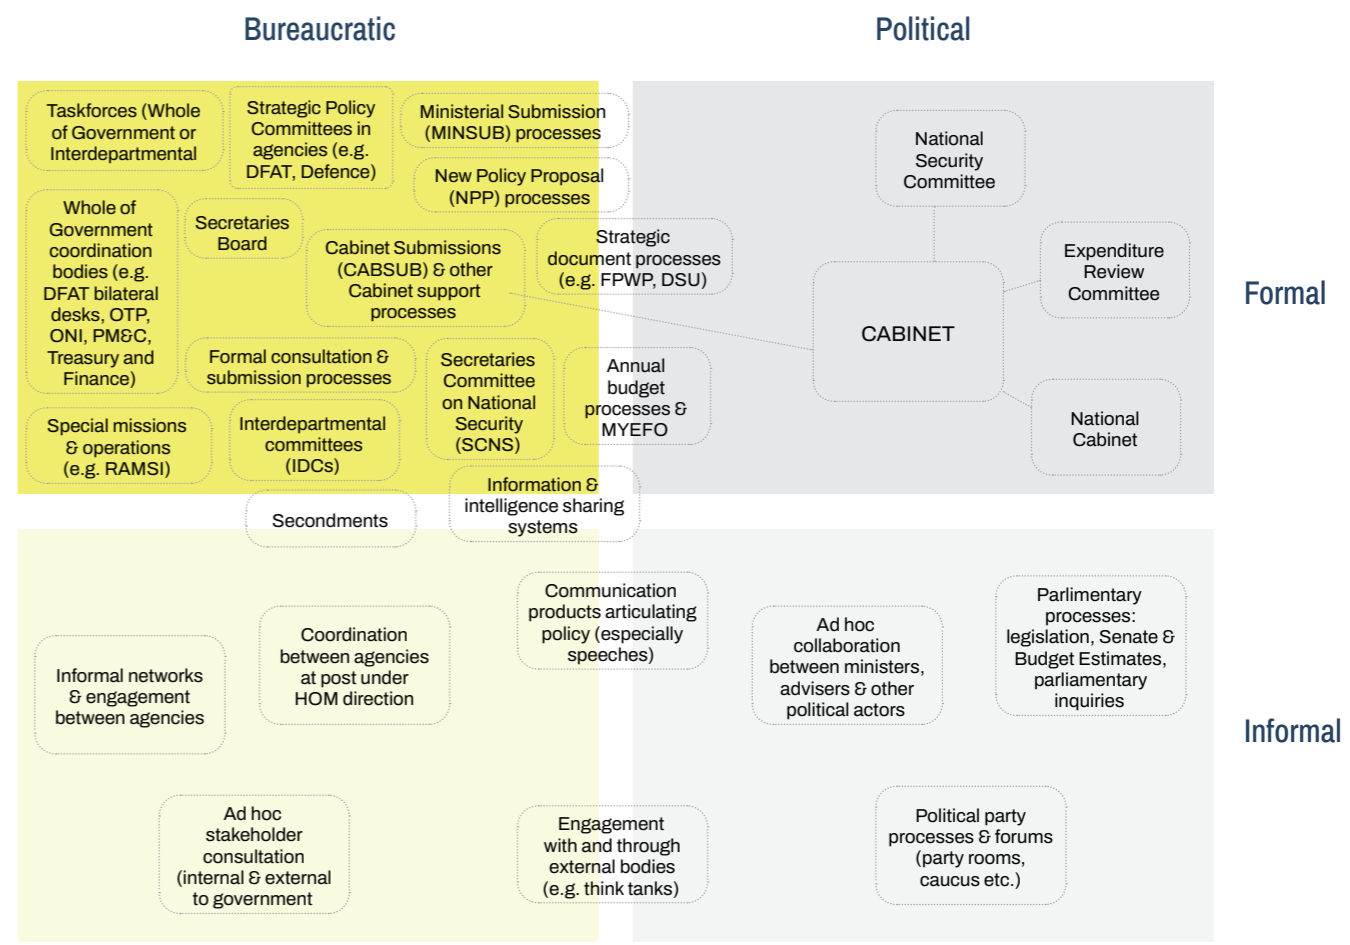 Bureaucratic
Political
Taskforces (Whole
of Government or
Interdepartmental
Strategic Policy
Committees in
agencies (e.g.
DFAT, Defence)
Ministerial Submission
(MINSUB) processes
New Policy Proposal
(NPP) processes
National
Security
Committee
Whole of
Government
coordination
bodies (e.g.
DFAT bilateral
desks, OTP,
ONI, PM&C,
Treasury and
Finance)
Secretaries
Board
Cabinet Submissions
(CABSUB) & other
Cabinet support
processes
Strategic
document processes
(e.g. FPWP, DSU)
Expenditure
Review
Committee
Formal
CABINET
Formal consultation &
submission processes
Secretaries
Committee
on National
Security
(SCNS)
Annual
budget
processes &
MYEFO
National
Cabinet
Special missions
& operations
(e.g. RAMSI)
Interdepartmental
committees
(IDCs)
Information &
intelligence sharing
systems
Secondments
Communication
products articulating
policy (especially
speeches)
Parlimentary
processes:
legislation, Senate &
Budget Estimates,
parliamentary
inquiries
Ad hoc
collaboration
between ministers,
advisers & other
political actors
Coordination
between agencies
at post under
HOM direction
Informal networks
& engagement
between agencies
Informal
Ad hoc
stakeholder
consultation
(internal & external
to government
Engagement
with and through
external bodies
(e.g. think tanks)
Political party
processes & forums
(party rooms,
caucus etc.)